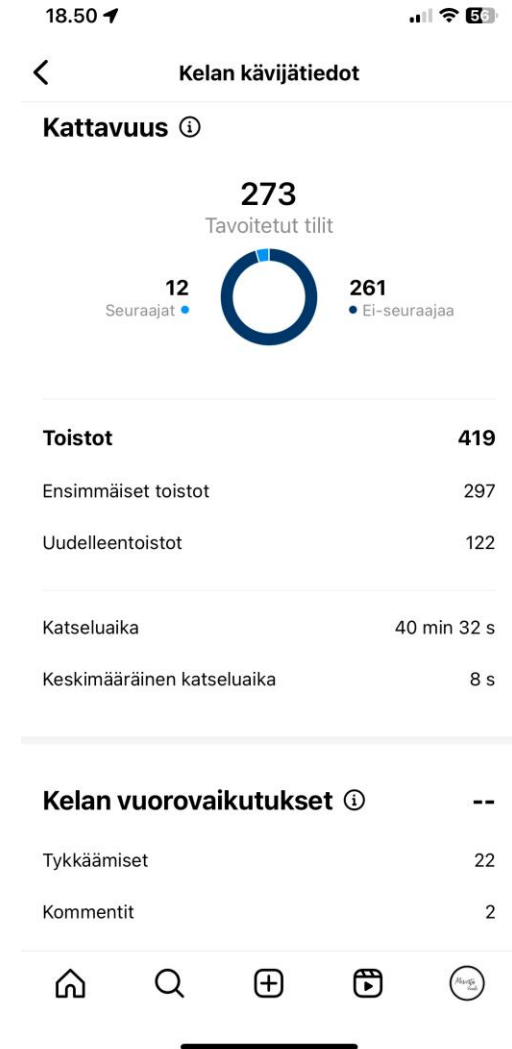 18.50
56
Kelan kävijätiedot
Kattavuus
273
Tavoitetut tilit
12
Seuraajat
261
Ei-seuraajaa
Toistot 419
Ensimmäiset toistot 297
Uudelleentoistot 122
Katseluaika 40 min 32 s
Keskimääräinen katseluaika 8 s
Kelan vuorovaikutukset --
Tykkäämiset 22
Kommentit 2